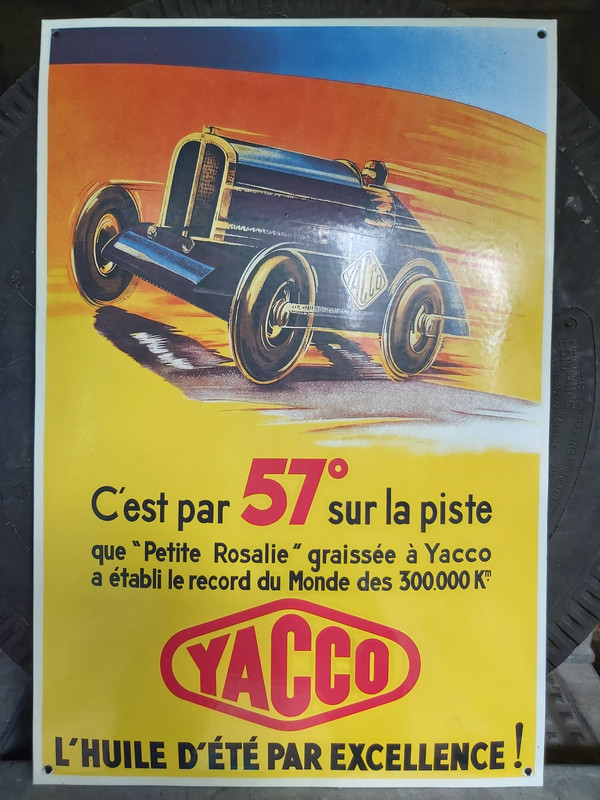 YACCO
C'est par 57° sur la piste
que "Petite Rosalie" graissée à Yacco
a établi le record du Monde des 300.000 Km
YACCO
L'HUILE D'ÉTÉ PAR EXCELLENCE!